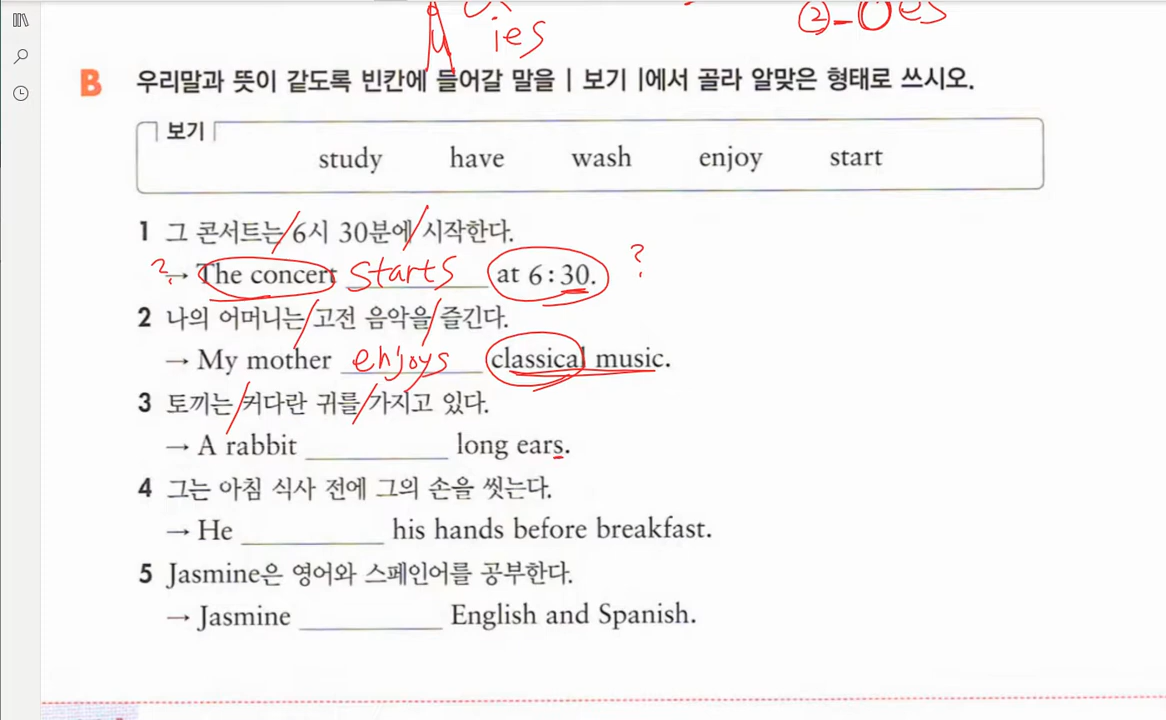 ies ②-Oes
B 우리말과 뜻이 같도록 빈칸에 들어갈 말을 | 보기 |에서 골라 알맞은 형태로 쓰시오.
보기
study have wash enjoy start
1 그 콘서트는/6시 30분에/시작한다.
? → The concert starts at 6:30. ?
2 나의 어머니는/고전 음악을/즐긴다.
→ My mother enjoys classical music.
3 토끼는/커다란 귀를/가지고 있다.
→ A rabbit ________ long ears.
4 그는 아침 식사 전에 그의 손을 씻는다.
→ He ________ his hands before breakfast.
5 Jasmine은 영어와 스페인어를 공부한다.
→ Jasmine ________ English and Spanish.